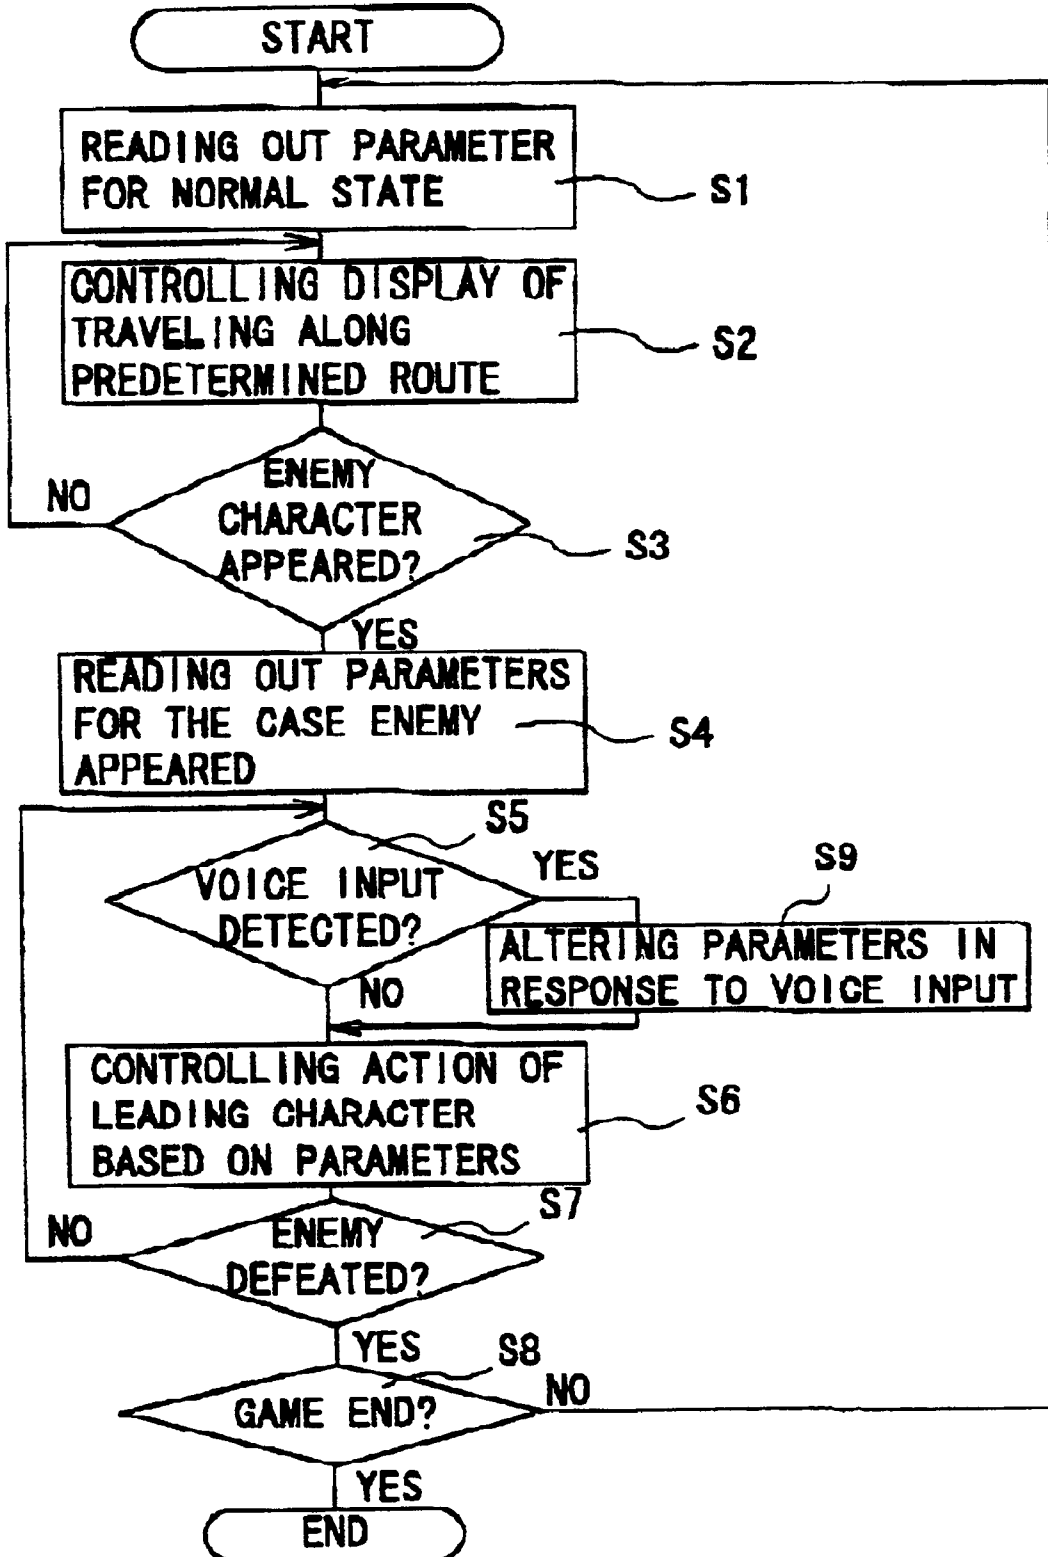 START
READING OUT PARAMETER
FOR NORMAL STATE
S1
CONTROLLING DISPLAY OF
TRAVELING ALONG
PREDETERMINED ROUTE
S2
ENEMY
CHARACTER
APPEARED?
NO
S3
YES
READING OUT PARAMETERS
FOR THE CASE ENEMY
APPEARED
S4
S5
VOICE INPUT
DETECTED?
YES
S9
ALTERING PARAMETERS IN
RESPONSE TO VOICE INPUT
NO
CONTROLLING ACTION OF
LEADING CHARACTER
BASED ON PARAMETERS
S6
S7
ENEMY
DEFEATED?
NO
YES
S8
GAME END?
NO
YES
END